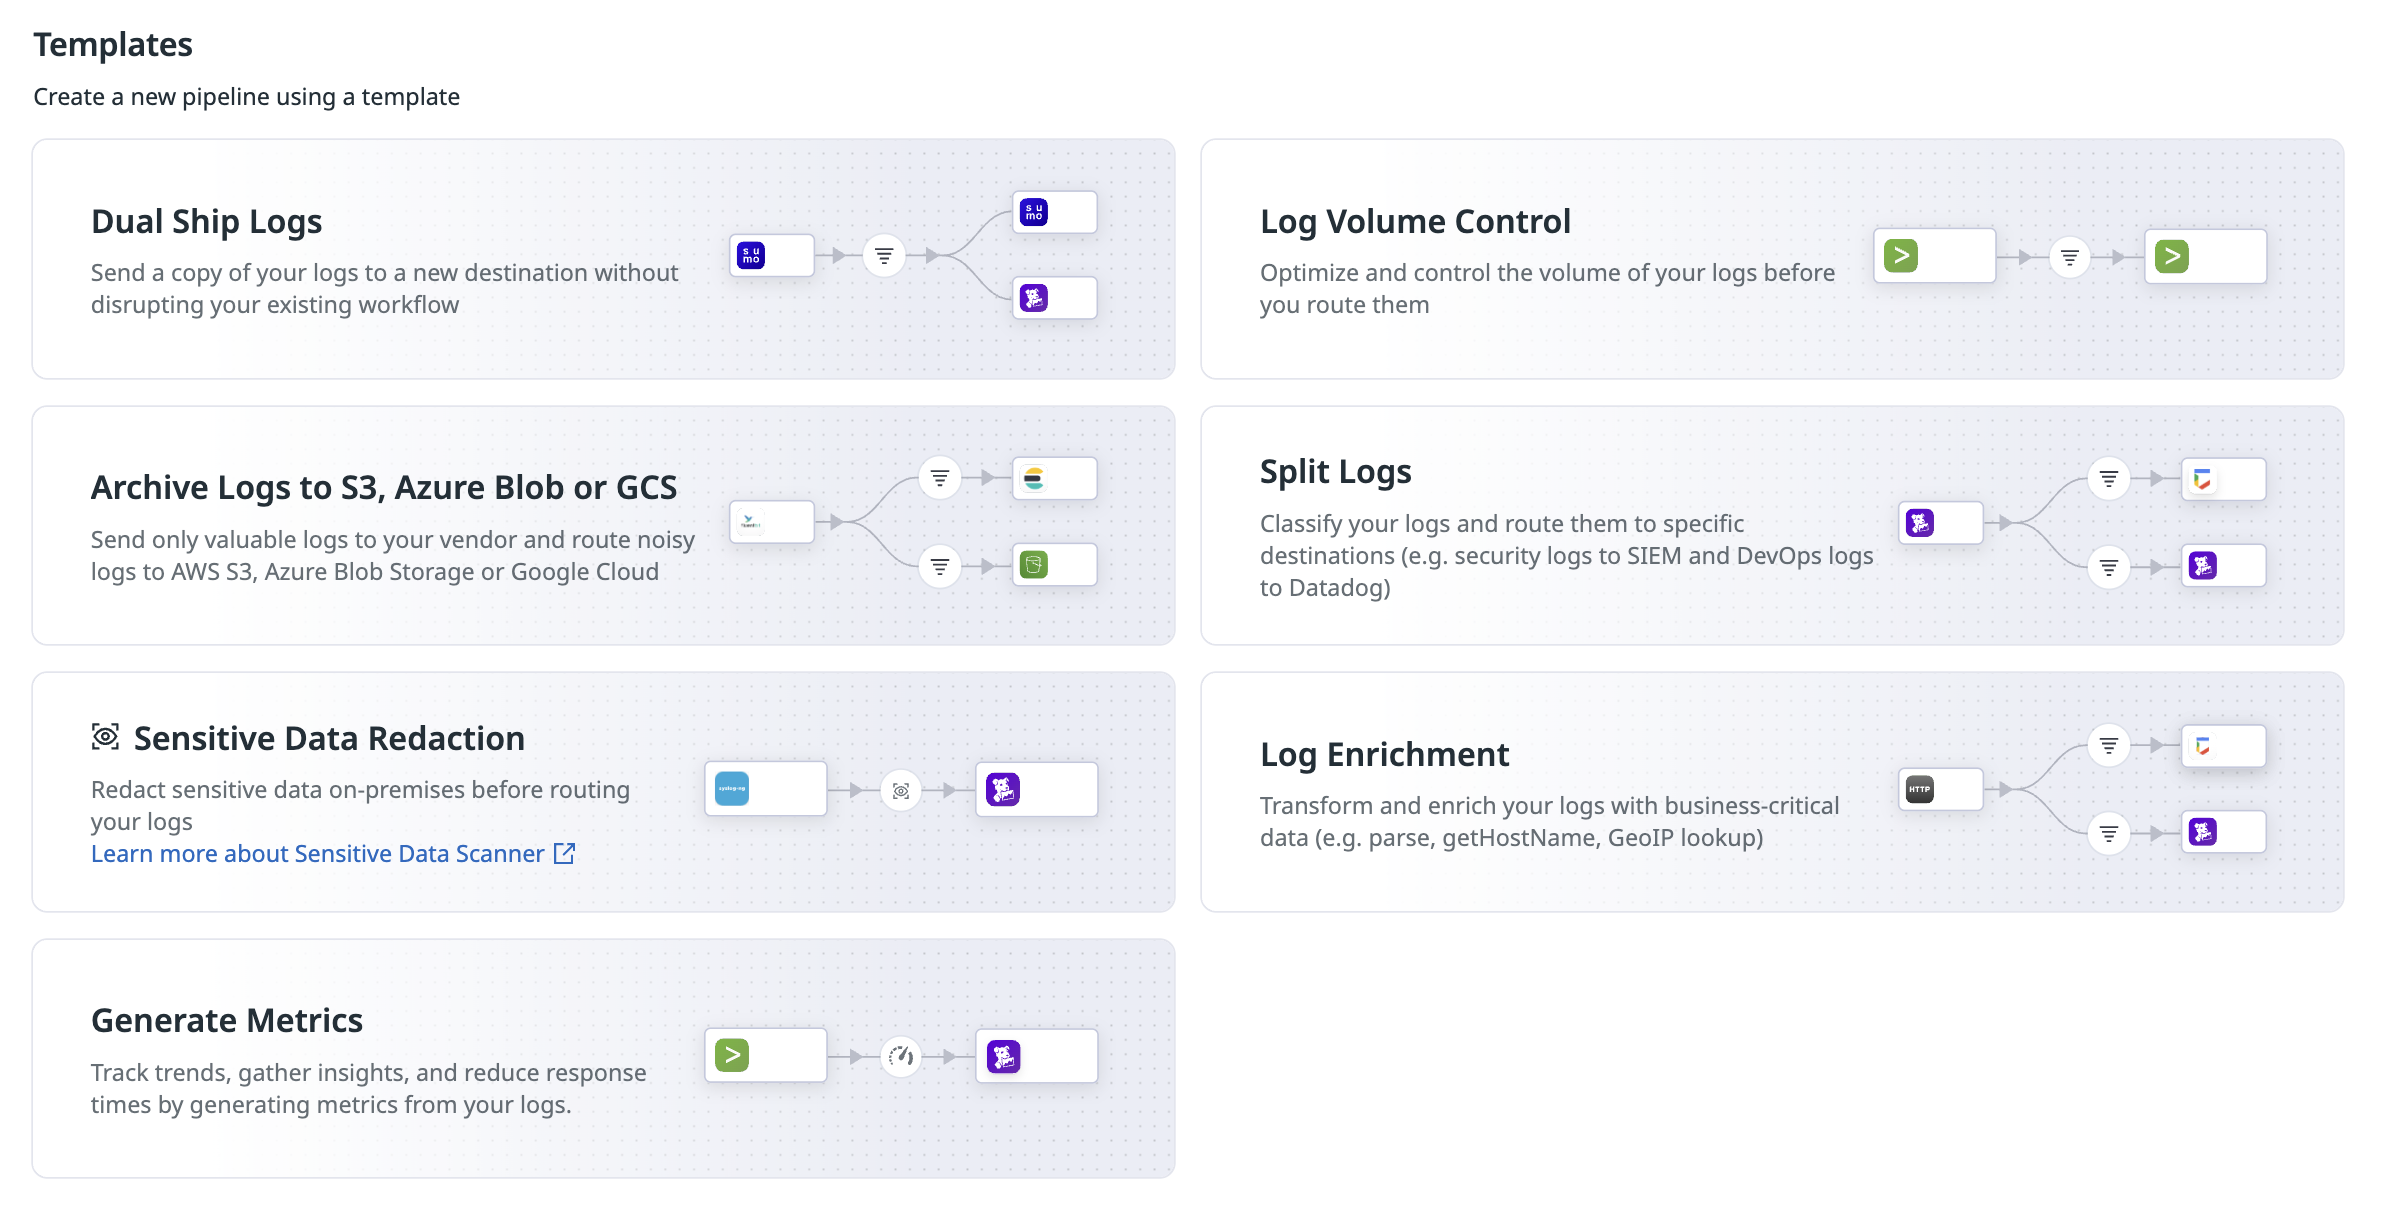 Templates
Create a new pipeline using a template
Dual Ship Logs
Send a copy of your logs to a new destination without
disrupting your existing workflow
su
mo
su
mo
Log Volume Control
Optimize and control the volume of your logs before
you route them
Archive Logs to S3, Azure Blob or GCS
Send only valuable logs to your vendor and route noisy
logs to AWS S3, Azure Blob Storage or Google Cloud
Split Logs
Classify your logs and route them to specific
destinations (e.g. security logs to SIEM and DevOps logs
to Datadog)
Sensitive Data Redaction
Redact sensitive data on-premises before routing
your logs
Learn more about Sensitive Data Scanner
syslog-ng
Log Enrichment
Transform and enrich your logs with business-critical
data (e.g. parse, getHostName, GeoIP lookup)
HTTP
Generate Metrics
Track trends, gather insights, and reduce response
times by generating metrics from your logs.